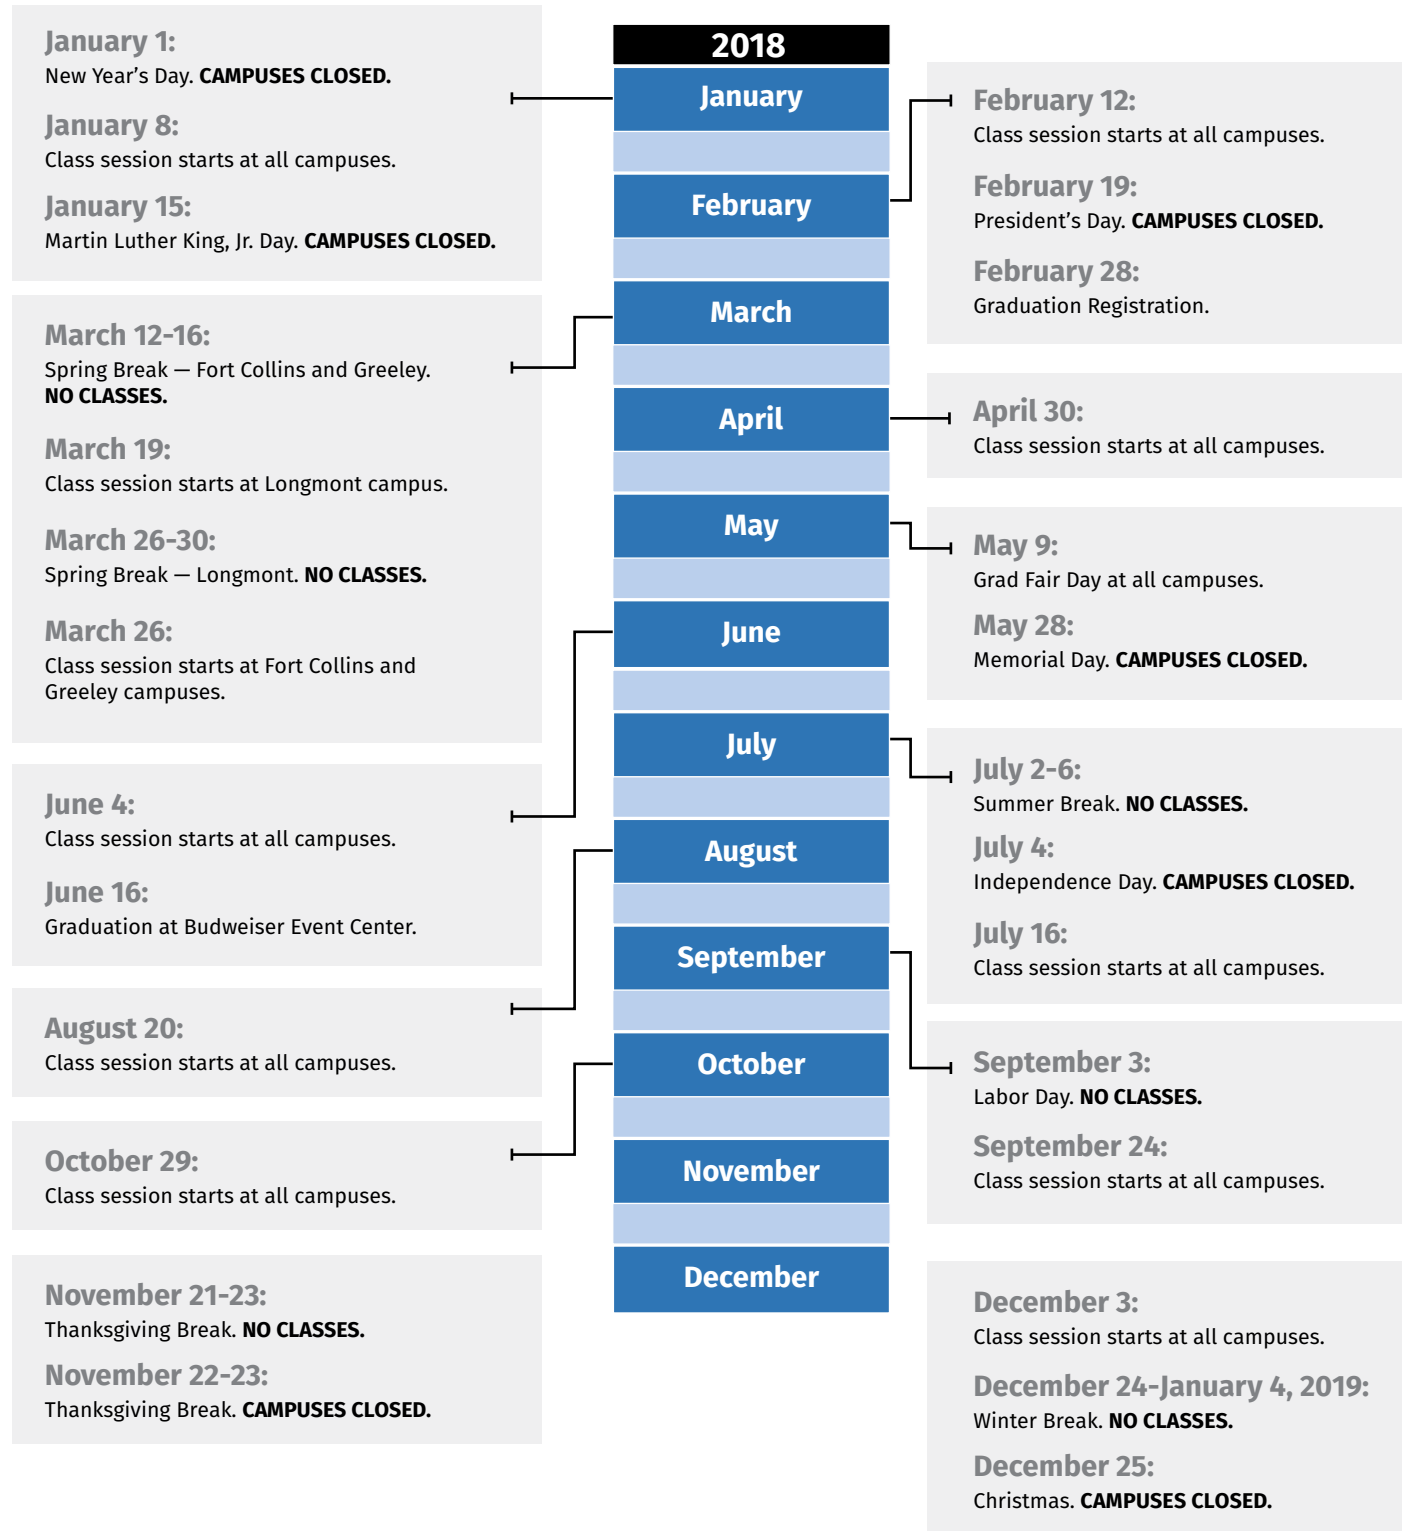 January 1:
New Year's Day. CAMPUSES CLOSED.
January 8:
Class session starts at all campuses.
January 15:
Martin Luther King, Jr. Day. CAMPUSES CLOSED.
March 12-16:
Spring Break — Fort Collins and Greeley.
NO CLASSES.
March 19:
Class session starts at Longmont campus.
March 26-30:
Spring Break — Longmont. NO CLASSES.
March 26:
Class session starts at Fort Collins and
Greeley campuses.
June 4:
Class session starts at all campuses.
June 16:
Graduation at Budweiser Event Center.
August 20:
Class session starts at all campuses.
October 29:
Class session starts at all campuses.
November 21-23:
Thanksgiving Break. NO CLASSES.
November 22-23:
Thanksgiving Break. CAMPUSES CLOSED.
2018
January
February
March
April
May
June
July
August
September
October
November
December
February 12:
Class session starts at all campuses.
February 19:
President's Day. CAMPUSES CLOSED.
February 28:
Graduation Registration.
April 30:
Class session starts at all campuses.
May 9:
Grad Fair Day at all campuses.
May 28:
Memorial Day. CAMPUSES CLOSED.
July 2-6:
Summer Break. NO CLASSES.
July 4:
Independence Day. CAMPUSES CLOSED.
July 16:
Class session starts at all campuses.
September 3:
Labor Day. NO CLASSES.
September 24:
Class session starts at all campuses.
December 3:
Class session starts at all campuses.
December 24-January 4, 2019:
Winter Break. NO CLASSES.
December 25:
Christmas. CAMPUSES CLOSED.